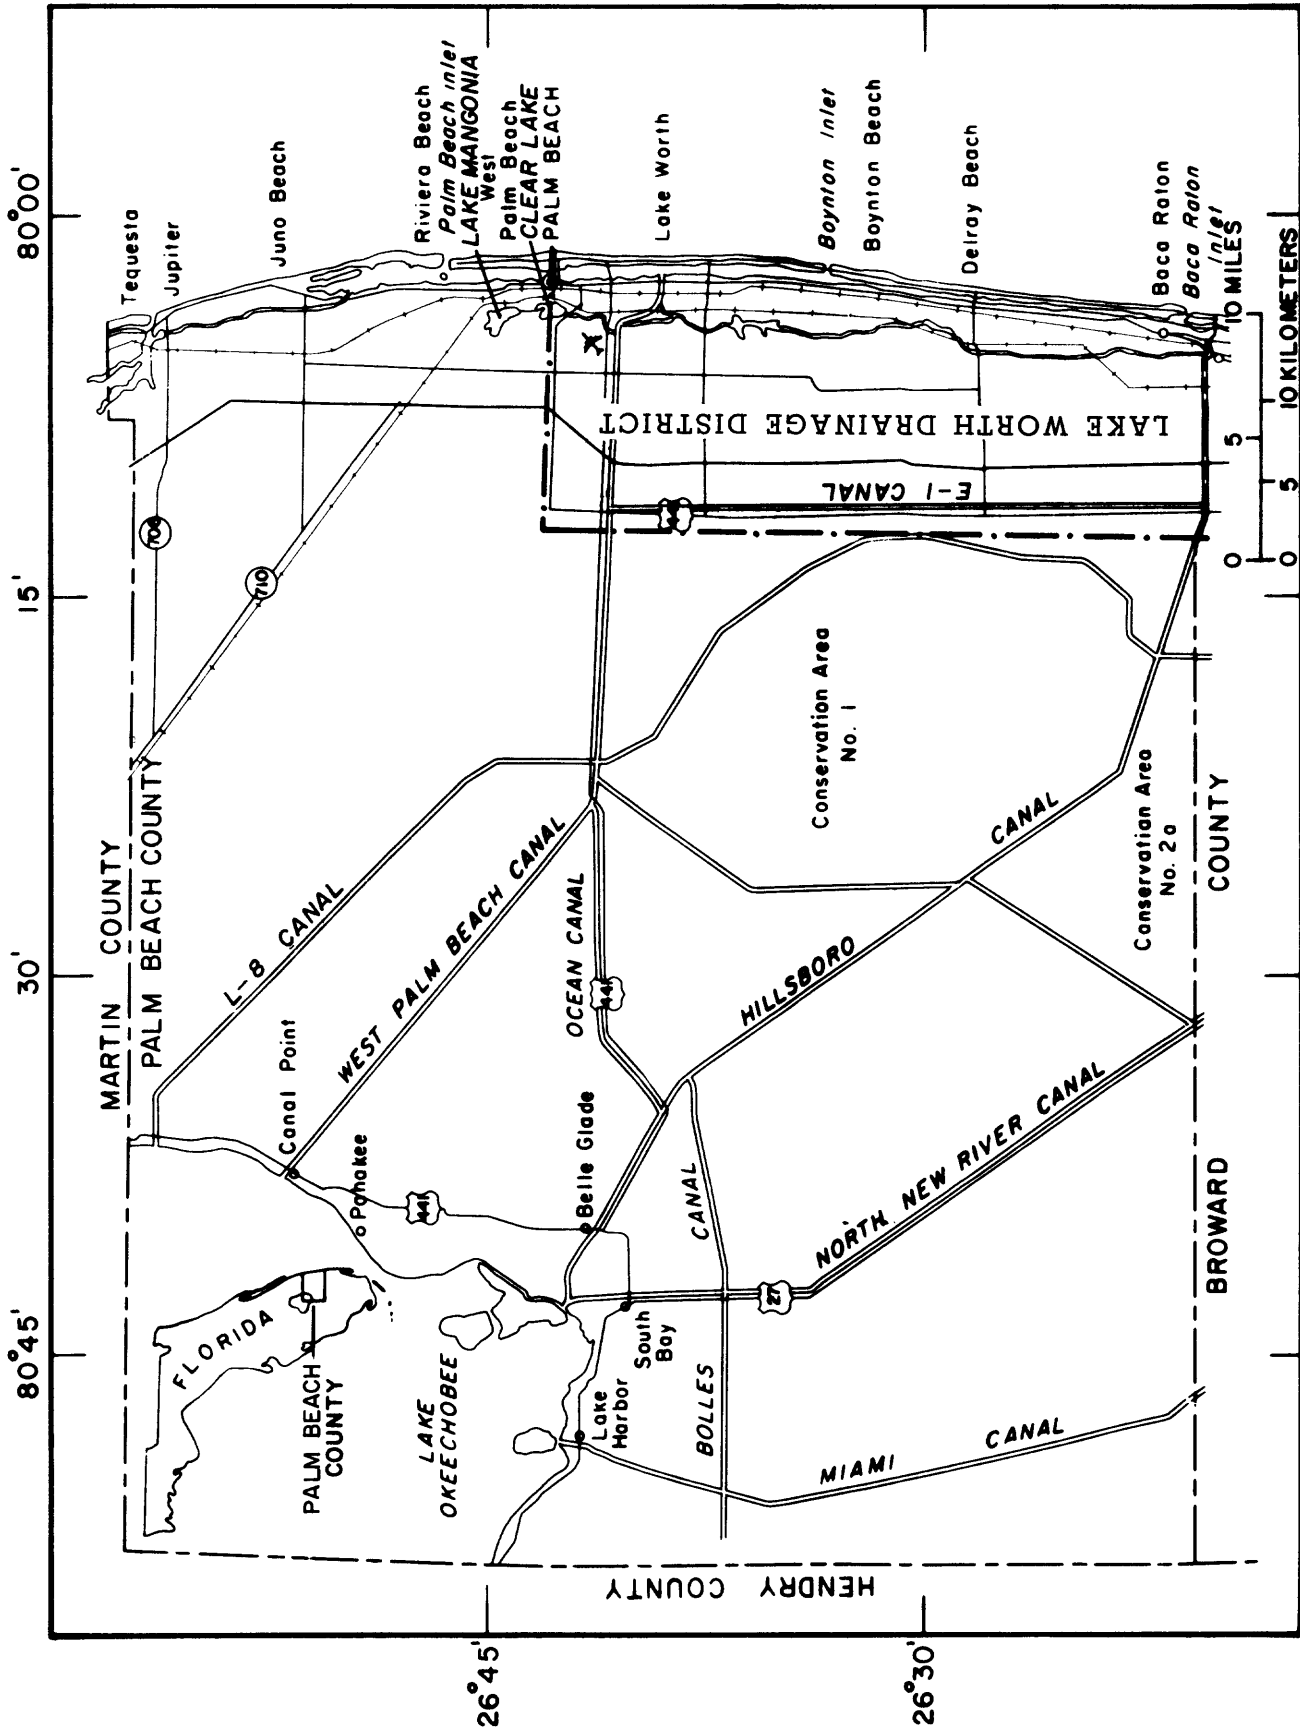 80°45'
30'
15'
80°00'
MARTIN COUNTY
PALM BEACH COUNTY
Tequesta
Jupiter
706
710
Juno Beach
L-8 CANAL
Canal Point
WEST PALM BEACH CANAL
Pahakee
441
FLORIDA
PALM BEACH
COUNTY
Riviera Beach
Palm Beach inlet
LAKE MANGONIA
West
Palm Beach
CLEAR LAKE
PALM BEACH
26°45'
LAKE
OKEECHOBEE
Belle Glade
OCEAN CANAL
441
Lake
Harbor
South
Bay
Lake Worth
LAKE WORTH DRAINAGE DISTRICT
E-1 CANAL
HILLSBORO
CANAL
BOLLES
CANAL
27
Conservation Area
No. 1
Boynton Inlet
Boynton Beach
NORTH NEW RIVER CANAL
MIAMI
CANAL
26°30'
Delray Beach
Conservation Area
No. 2a
Baca Raton
Baca Raton
Inlet
HENDRY COUNTY
BROWARD
COUNTY
0 5 10 MILES
0 5 10 KILOMETERS